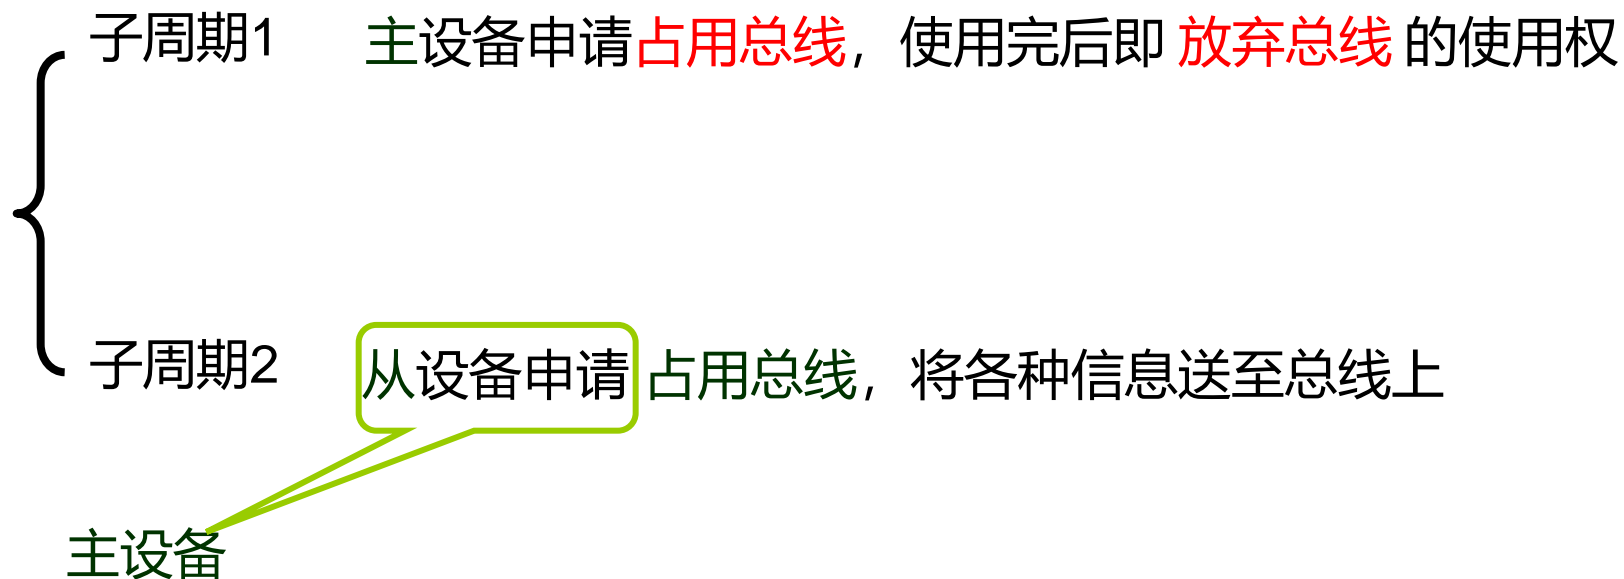 子周期1 主设备申请占用总线，使用完后即 放弃总线 的使用权
子周期2 从设备申请 占用总线，将各种信息送至总线上
主设备